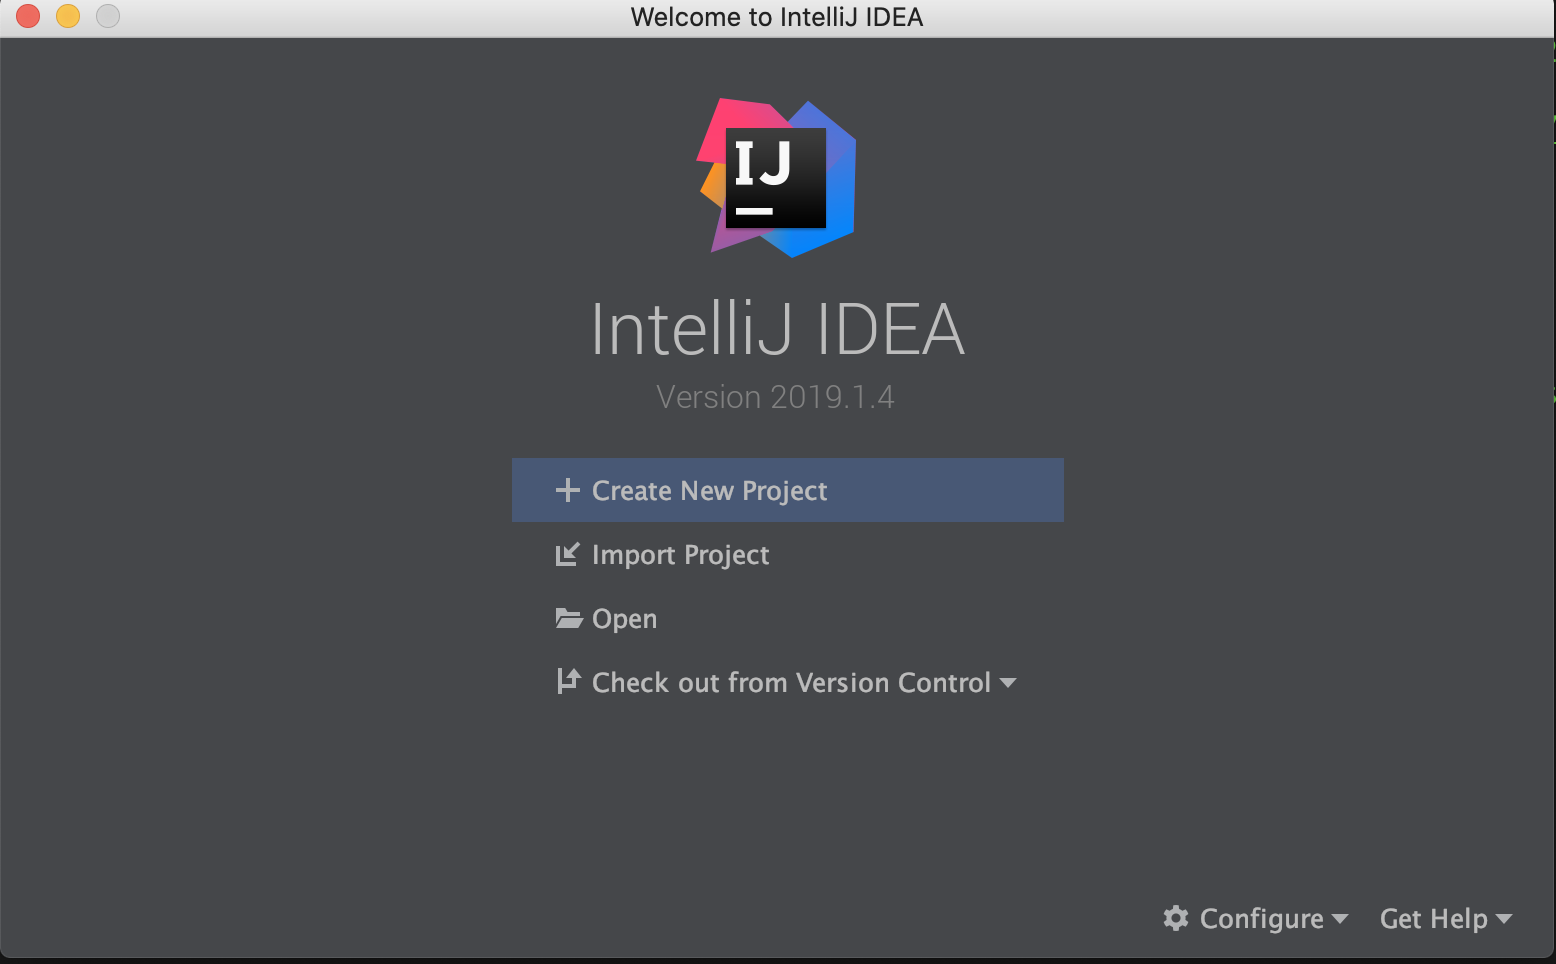 Welcome to IntelliJ IDEA
IJ
IntelliJ IDEA
Version 2019.1.4
Create New Project
Import Project
Open
Check out from Version Control
Configure
Get Help